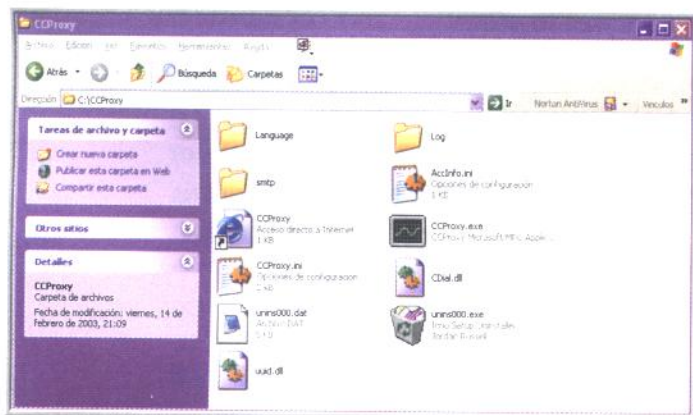 CCProxy
Archivo Edición Ver Favoritos Herramientas Ayuda
Atrás Búsqueda Carpetas
Dirección C:\CCProxy Ir Norton AntiVirus Vínculos »
Tareas de archivo y carpeta
Crear nueva carpeta
Publicar esta carpeta en Web
Compartir esta carpeta
Otros sitios
Detalles
CCProxy
Carpeta de archivos
Fecha de modificación: viernes, 14 de
febrero de 2003, 21:09
Language
Log
smtp
AccInfo.ini
Opciones de configuración
1 KB
CCProxy
Acceso directo a Internet
1 KB
CCProxy.exe
CCProxy Microsoft MFC Applic...
CCProxy.ini
Opciones de configuración
2 KB
CDial.dll
unins000.dat
Archivo DAT
unins000.exe
Inno Setup Uninstaller
Jordan Russell
uuid.dll